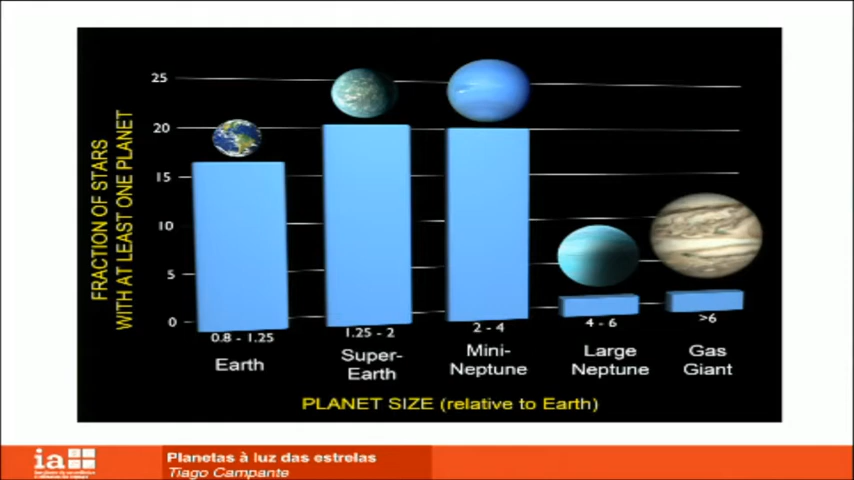 FRACTION OF STARS
WITH AT LEAST ONE PLANET
25
20
15
10
5
0
0.8 - 1.25
1.25 - 2
2 - 4
4 - 6
>6
Earth
Super-
Earth
Mini-
Neptune
Large
Neptune
Gas
Giant
PLANET SIZE (relative to Earth)
ia
Planetas à luz das estrelas
Tiago Campante